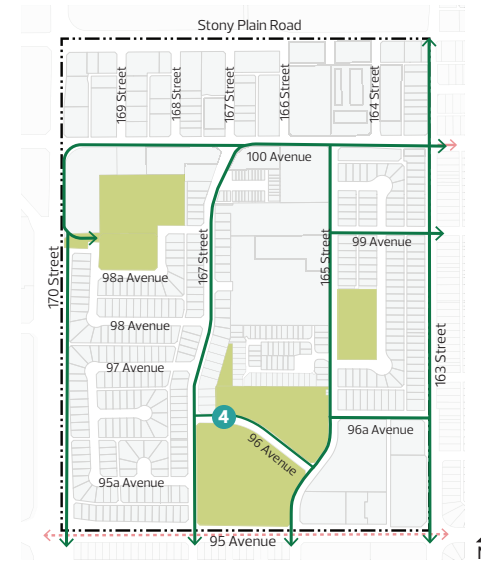 Stony Plain Road
169 Street
168 Street
167 Street
166 Street
164 Street
100 Avenue
170 Street
167 Street
165 Street
99 Avenue
98a Avenue
98 Avenue
163 Street
97 Avenue
4
96 Avenue
96a Avenue
95a Avenue
95 Avenue